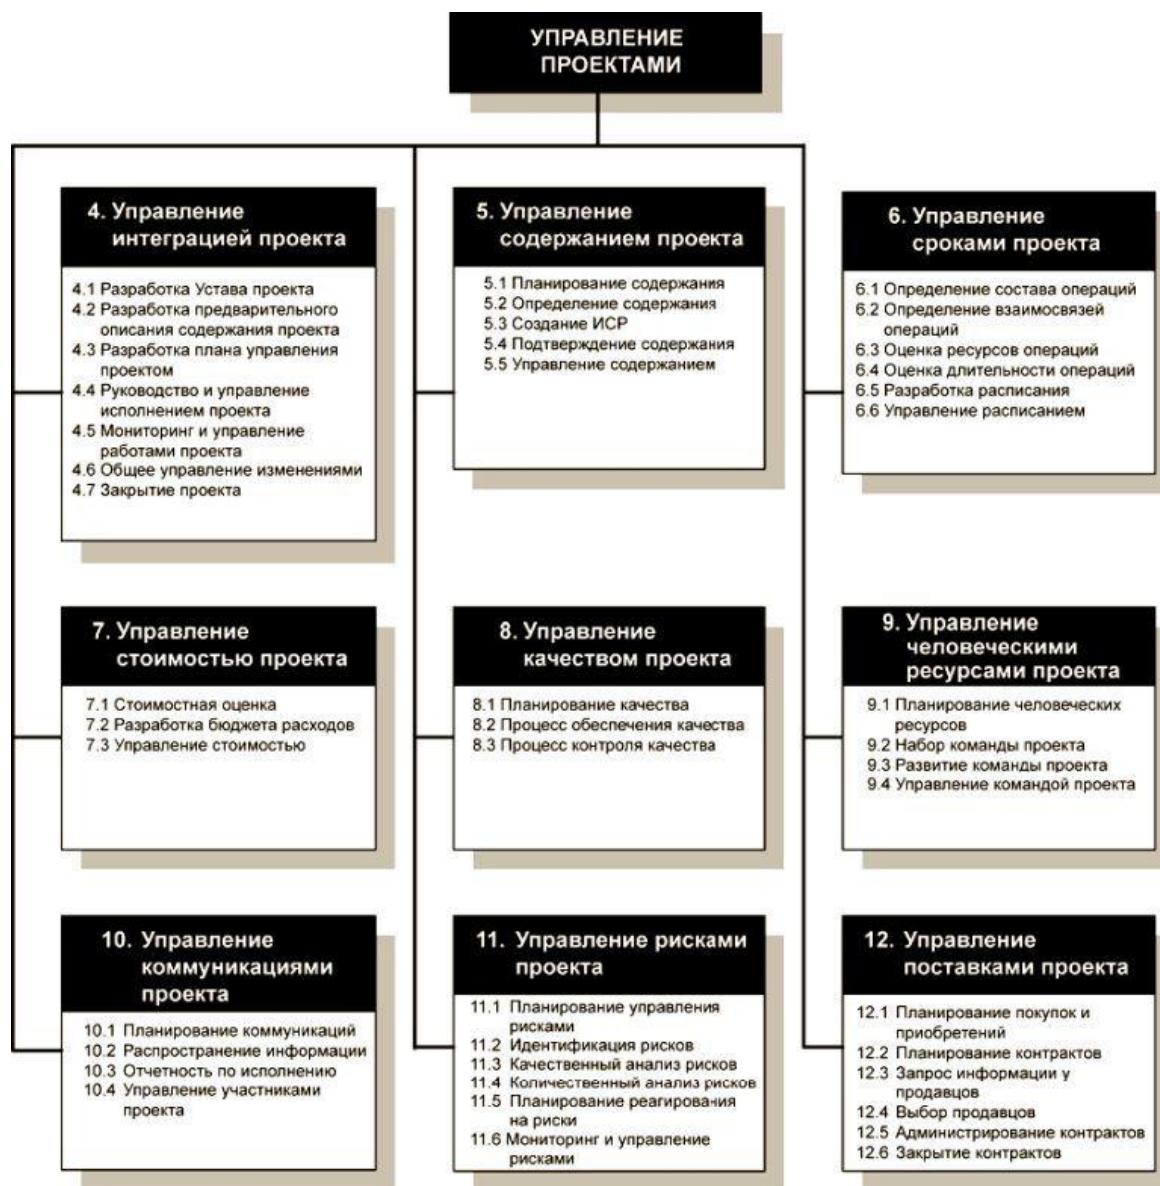 УПРАВЛЕНИЕ
ПРОЕКТАМИ
4. Управление
интеграцией проекта
4.1 Разработка Устава проекта
4.2 Разработка предварительного
описания содержания проекта
4.3 Разработка плана управления
проектом
4.4 Руководство и управление
исполнением проекта
4.5 Мониторинг и управление
работами проекта
4.6 Общее управление изменениями
4.7 Закрытие проекта
5. Управление
содержанием проекта
5.1 Планирование содержания
5.2 Определение содержания
5.3 Создание ИСР
5.4 Подтверждение содержания
5.5 Управление содержанием
6. Управление
сроками проекта
6.1 Определение состава операций
6.2 Определение взаимосвязей
операций
6.3 Оценка ресурсов операций
6.4 Оценка длительности операций
6.5 Разработка расписания
6.6 Управление расписанием
7. Управление
стоимостью проекта
7.1 Стоимостная оценка
7.2 Разработка бюджета расходов
7.3 Управление стоимостью
8. Управление
качеством проекта
8.1 Планирование качества
8.2 Процесс обеспечения качества
8.3 Процесс контроля качества
9. Управление
человеческими
ресурсами проекта
9.1 Планирование человеческих
ресурсов
9.2 Набор команды проекта
9.3 Развитие команды проекта
9.4 Управление командой проекта
10. Управление
коммуникациями
проекта
10.1 Планирование коммуникаций
10.2 Распространение информации
10.3 Отчетность по исполнению
10.4 Управление участниками
проекта
11. Управление рисками
проекта
11.1 Планирование управления
рисками
11.2 Идентификация рисков
11.3 Качественный анализ рисков
11.4 Количественный анализ рисков
11.5 Планирование реагирования
на риски
11.6 Мониторинг и управление
рисками
12. Управление
поставками проекта
12.1 Планирование покупок и
приобретений
12.2 Планирование контрактов
12.3 Запрос информации у
продавцов
12.4 Выбор продавцов
12.5 Администрирование контрактов
12.6 Закрытие контрактов